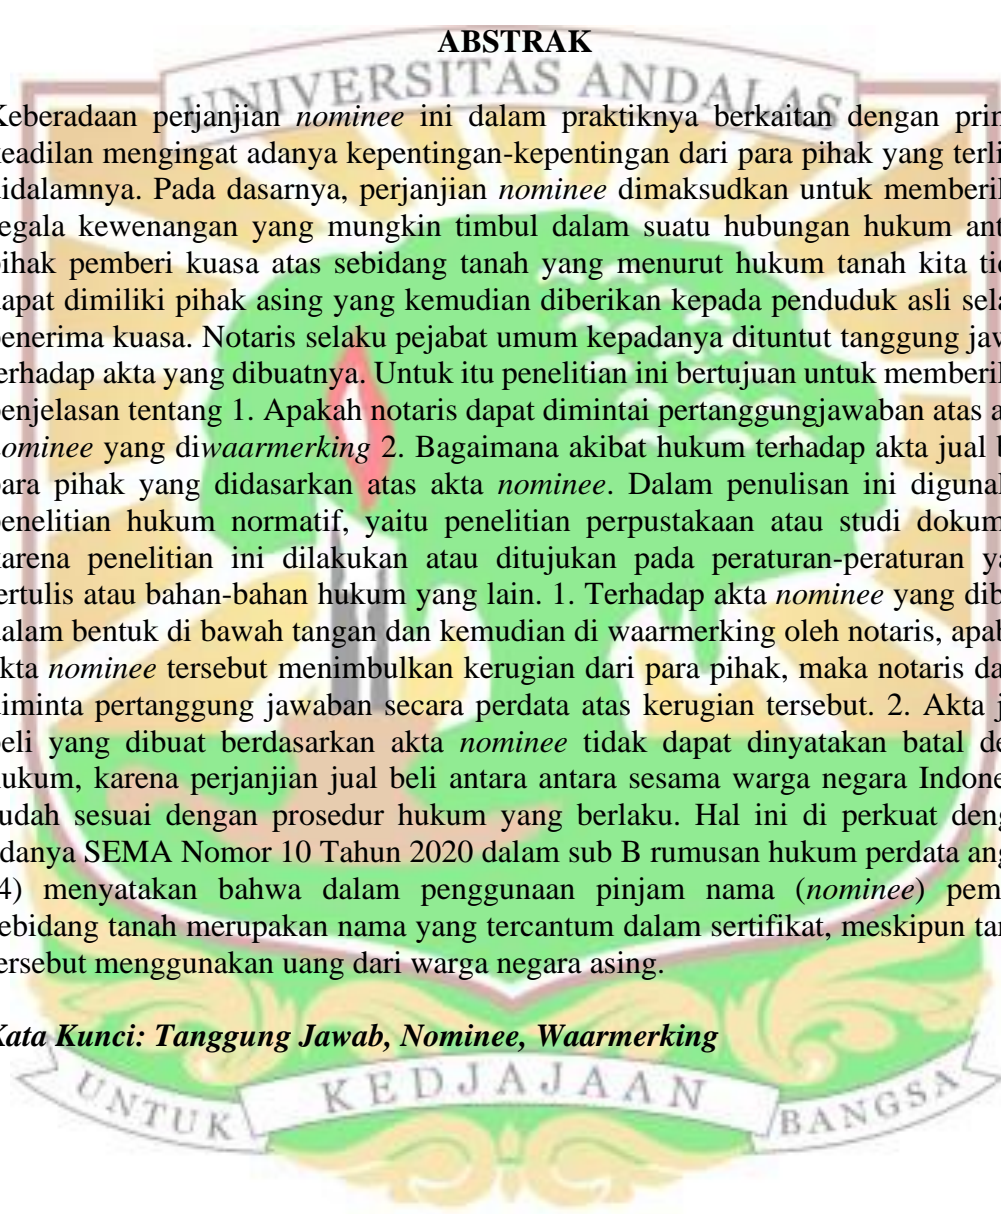 ABSTRAK
UNIVERSITAS ANDALAS
Keberadaan perjanjian nominee ini dalam praktiknya berkaitan dengan prin
keadilan mengingat adanya kepentingan-kepentingan dari para pihak yang terli
didalamnya. Pada dasarnya, perjanjian nominee dimaksudkan untuk memberi
segala kewenangan yang mungkin timbul dalam suatu hubungan hukum ant
pihak pemberi kuasa atas sebidang tanah yang menurut hukum tanah kita tid
dapat dimiliki pihak asing yang kemudian diberikan kepada penduduk asli sela
penerima kuasa. Notaris selaku pejabat umum kepadanya dituntut tanggung jaw
terhadap akta yang dibuatnya. Untuk itu penelitian ini bertujuan untuk memberi
penjelasan tentang 1. Apakah notaris dapat dimintai pertanggungjawaban atas a
nominee yang diwaarmerking 2. Bagaimana akibat hukum terhadap akta jual b
para pihak yang didasarkan atas akta nominee. Dalam penulisan ini diguna
penelitian hukum normatif, yaitu penelitian perpustakaan atau studi dokum
karena penelitian ini dilakukan atau ditujukan pada peraturan-peraturan ya
tertulis atau bahan-bahan hukum yang lain. 1. Terhadap akta nominee yang dib
dalam bentuk di bawah tangan dan kemudian di waarmerking oleh notaris, apab
akta nominee tersebut menimbulkan kerugian dari para pihak, maka notaris da
diminta pertanggung jawaban secara perdata atas kerugian tersebut. 2. Akta j
beli yang dibuat berdasarkan akta nominee tidak dapat dinyatakan batal de
hukum, karena perjanjian jual beli antara antara sesama warga negara Indone
sudah sesuai dengan prosedur hukum yang berlaku. Hal ini di perkuat deng
adanya SEMA Nomor 10 Tahun 2020 dalam sub B rumusan hukum perdata ang
(4) menyatakan bahwa dalam penggunaan pinjam nama (nominee) pem
sebidang tanah merupakan nama yang tercantum dalam sertifikat, meskipun tan
tersebut menggunakan uang dari warga negara asing.
Kata Kunci: Tanggung Jawab, Nominee, Waarmerking
UNTUK KEDJAJAAN BANGSA